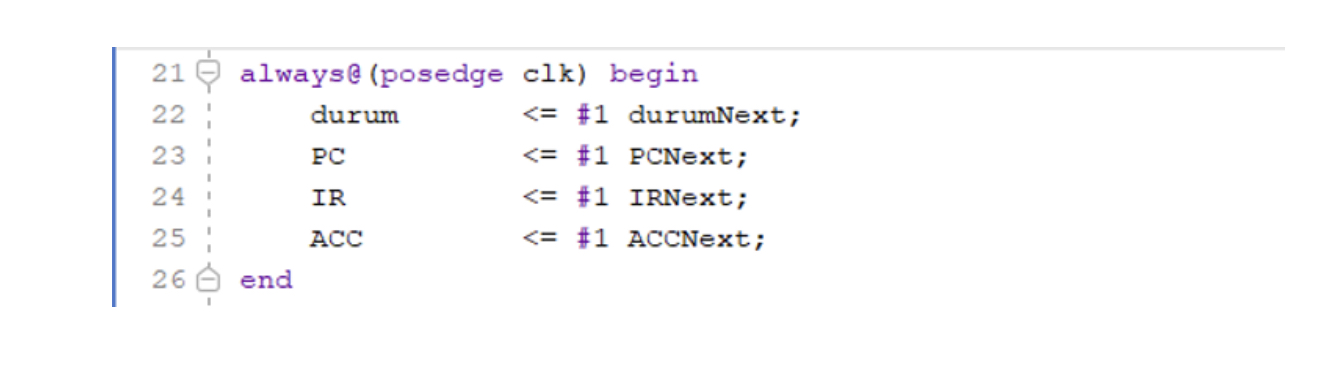 21 always@(posedge clk) begin
22 durum <= #1 durumNext;
23 PC <= #1 PCNext;
24 IR <= #1 IRNext;
25 ACC <= #1 ACCNext;
26 end